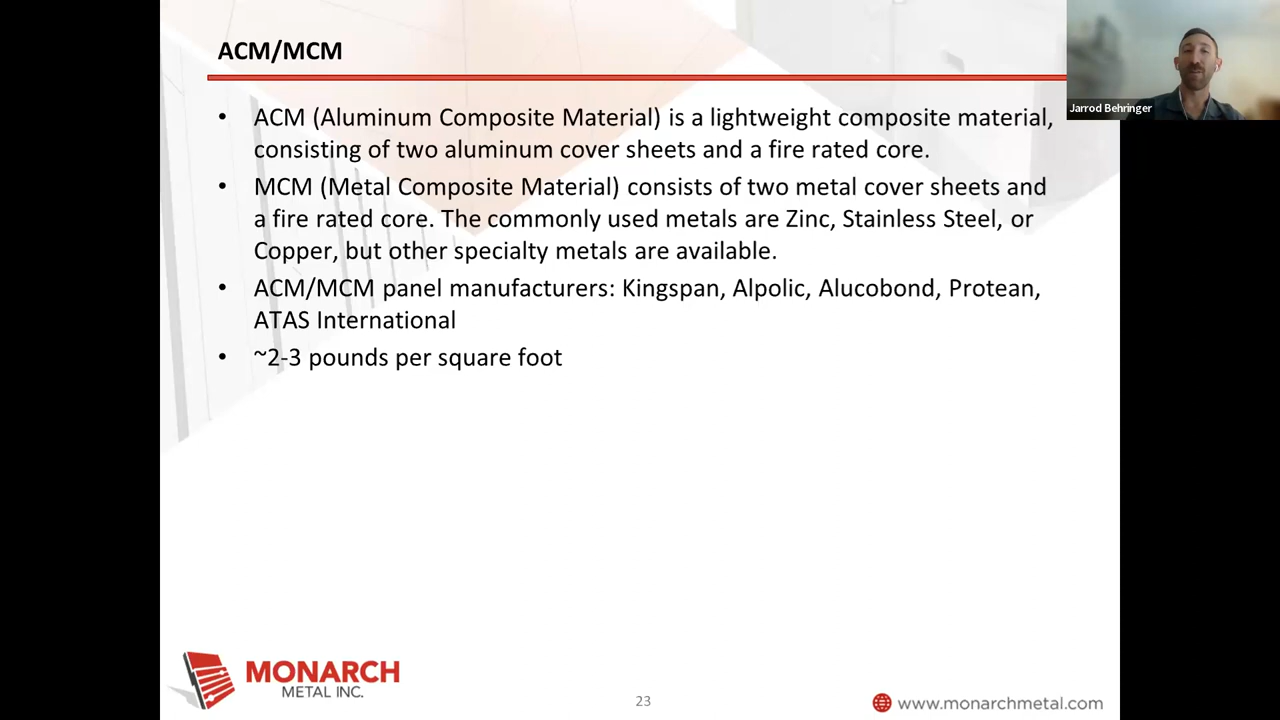 ACM/MCM
Jarrod Behringer
• ACM (Aluminum Composite Material) is a lightweight composite material,
consisting of two aluminum cover sheets and a fire rated core.
• MCM (Metal Composite Material) consists of two metal cover sheets and
a fire rated core. The commonly used metals are Zinc, Stainless Steel, or
Copper, but other specialty metals are available.
• ACM/MCM panel manufacturers: Kingspan, Alpolic, Alucobond, Protean,
ATAS International
• ~2-3 pounds per square foot
MONARCH
METAL INC.
23
www.monarchmetal.com